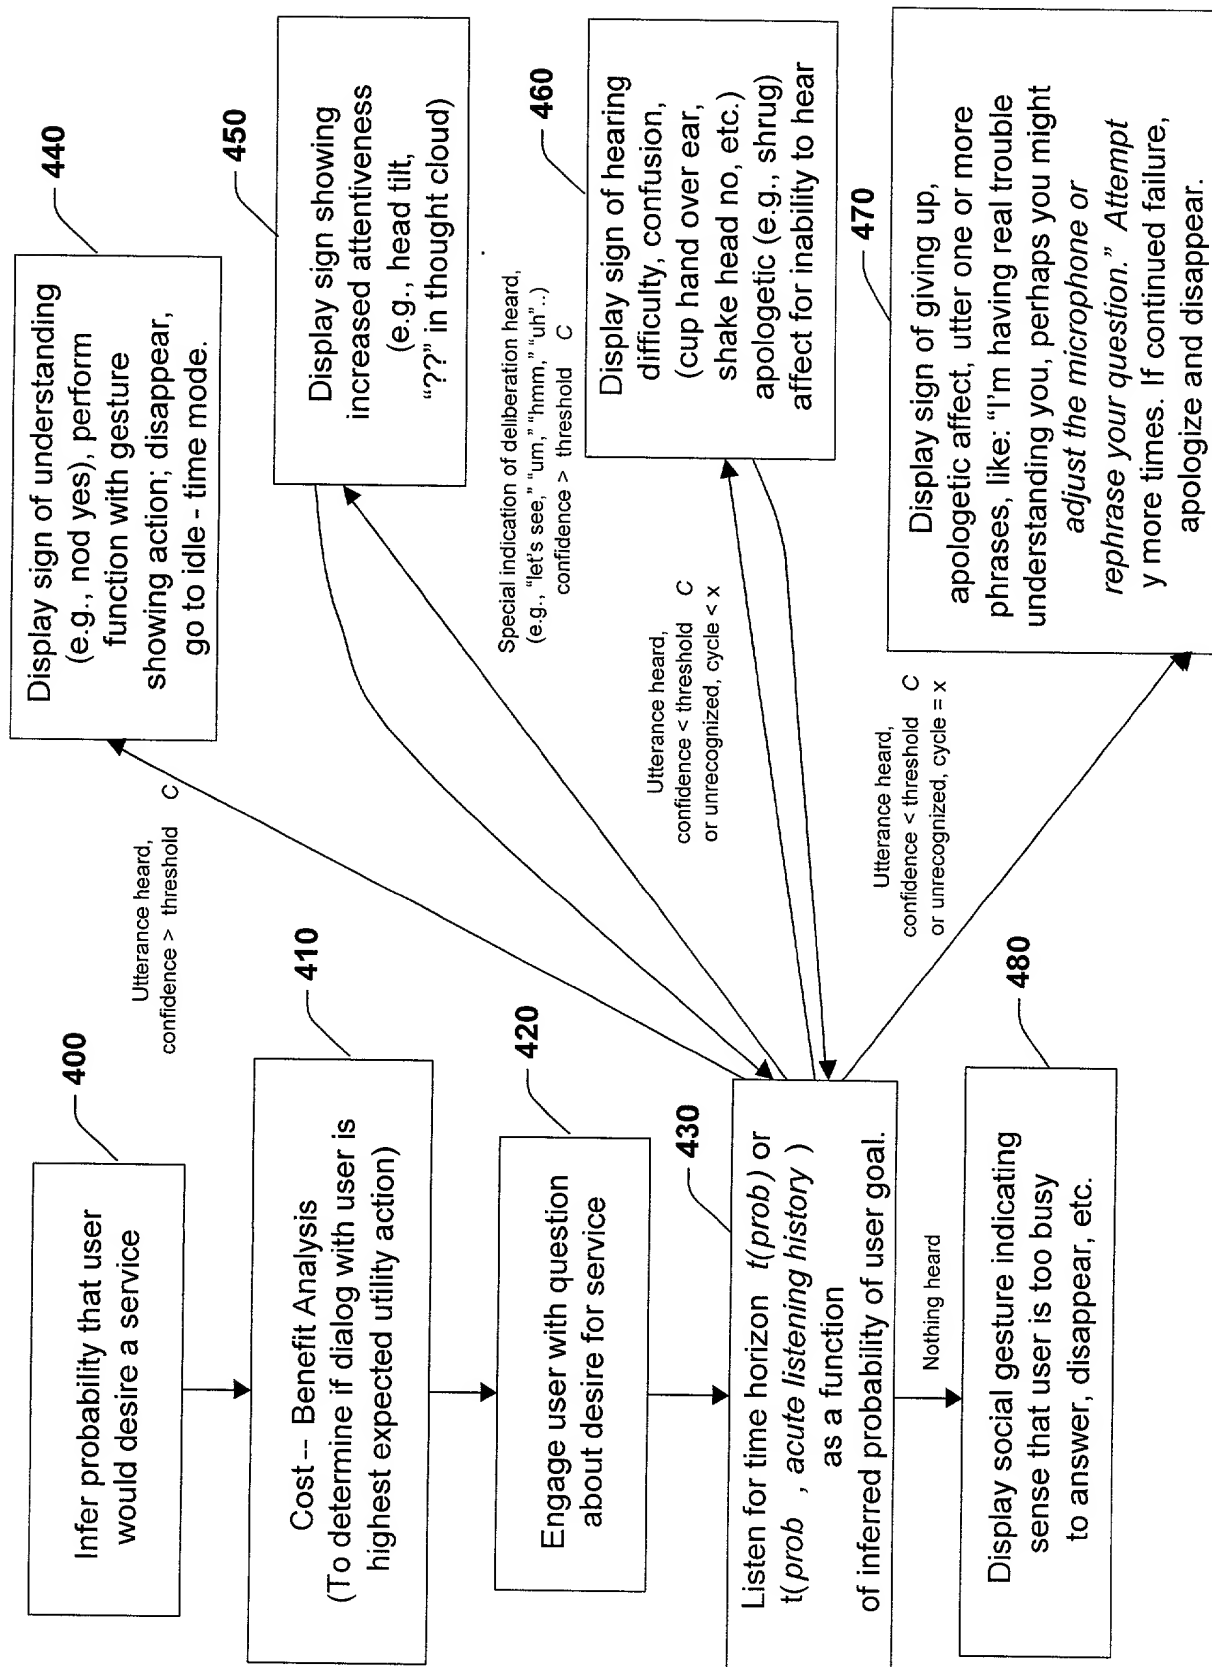 400
Infer probability that user
would desire a service
410
Cost -- Benefit Analysis
(To determine if dialog with user is
highest expected utility action)
420
Engage user with question
about desire for service
430
Listen for time horizon t(prob) or
t(prob , acute listening history )
as a function
of inferred probability of user goal.
Nothing heard
480
Display social gesture indicating
sense that user is too busy
to answer, disappear, etc.
Utterance heard,
confidence > threshold C
440
Display sign of understanding
(e.g., nod yes), perform
function with gesture
showing action; disappear,
go to idle - time mode.
450
Display sign showing
increased attentiveness
(e.g., head tilt,
“??” in thought cloud)
Special indication of deliberation heard,
(e.g., “let's see,” “um,” “hmm,” “uh”..)
confidence > threshold C
460
Display sign of hearing
difficulty, confusion,
(cup hand over ear,
shake head no, etc.)
apologetic (e.g., shrug)
affect for inability to hear
Utterance heard,
confidence < threshold C
or unrecognized, cycle < x
Utterance heard,
confidence < threshold C
or unrecognized, cycle = x
470
Display sign of giving up,
apologetic affect, utter one or more
phrases, like: “I'm having real trouble
understanding you, perhaps you might
adjust the microphone or
rephrase your question.” Attempt
y more times. If continued failure,
apologize and disappear.